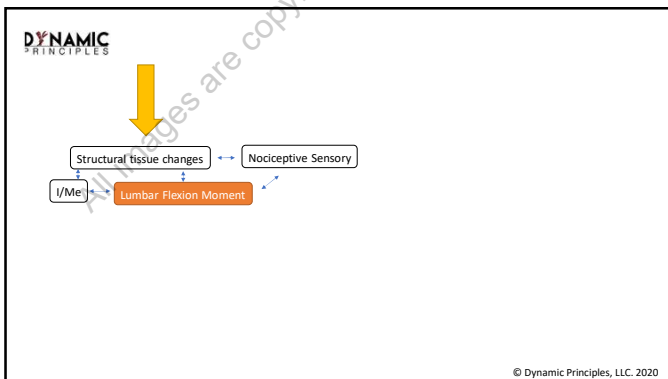 DYNAMIC
PRINCIPLES
All images are copy
Structural tissue changes
Nociceptive Sensory
I/Me
Lumbar Flexion Moment
© Dynamic Principles, LLC. 2020